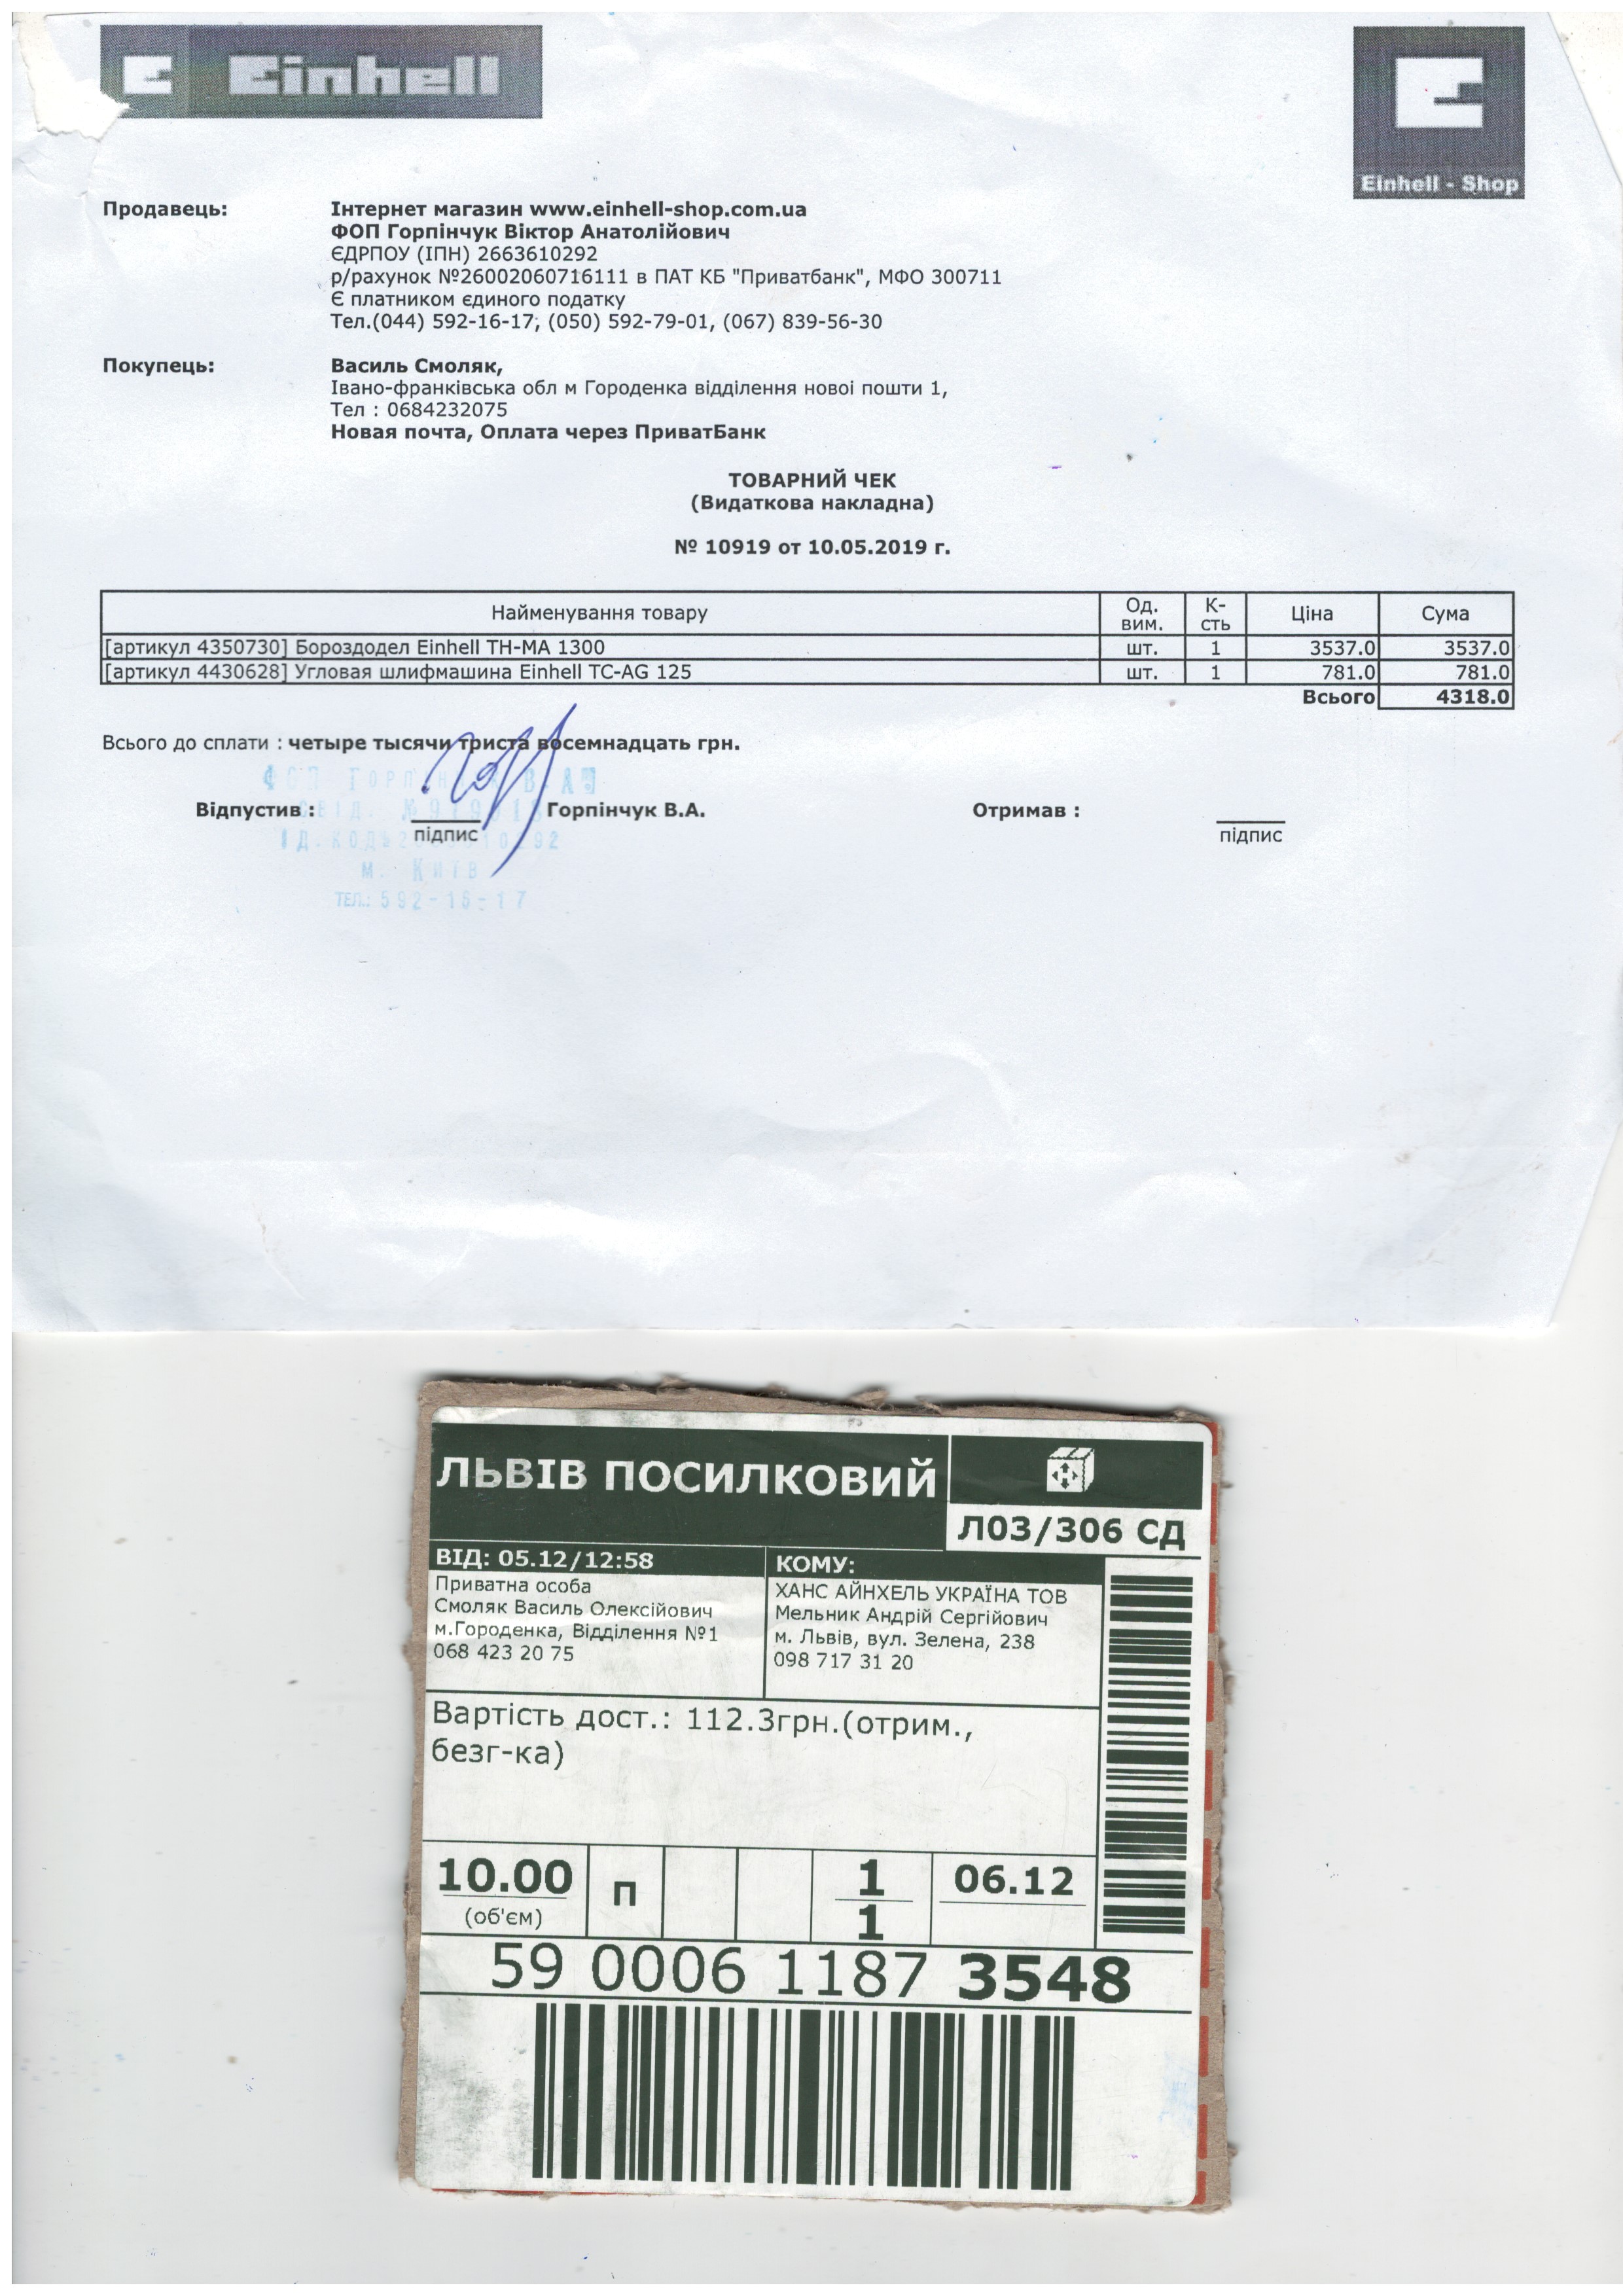 Einhell
Einhell - Shop
Продавець:
Інтернет магазин www.einhell-shop.com.ua
ФОП Горпінчук Віктор Анатолійович
ЄДРПОУ (ІПН) 2663610292
р/рахунок №26002060716111 в ПАТ КБ "Приватбанк", МФО 300711
Є платником єдиного податку
Тел.(044) 592-16-17; (050) 592-79-01, (067) 839-56-30
Покупець:
Василь Смоляк,
Івано-франківська обл м Городенка відділення новоі пошти 1,
Тел : 0684232075
Новая почта, Оплата через ПриватБанк
ТОВАРНИЙ ЧЕК
(Видаткова накладна)
№ 10919 от 10.05.2019 г.
Найменування товару Од. вим. К-сть Ціна Сума
[артикул 4350730] Бороздодел Einhell TH-MA 1300 шт. 1 3537.0 3537.0
[артикул 4430628] Угловая шлифмашина Einhell TC-AG 125 шт. 1 781.0 781.0
Всього 4318.0
Всього до сплати : четыре тысячи триста восемнадцать грн.
Відпустив : Горпінчук В.А. Отримав :
підпис підпис
м. Київ
ТЕЛ.: 592-16-17
ЛЬВІВ ПОСИЛКОВИЙ
Л03/306 СД
ВІД: 05.12/12:58
Приватна особа
Смоляк Василь Олексійович
м.Городенка, Відділення №1
068 423 20 75
КОМУ:
ХАНС АЙНХЕЛЬ УКРАЇНА ТОВ
Мельник Андрій Сергійович
м. Львів, вул. Зелена, 238
098 717 31 20
Вартість дост.: 112.3грн.(отрим.,
безг-ка)
10.00 П 1 06.12
(об'єм) 1
59 0006 1187 3548